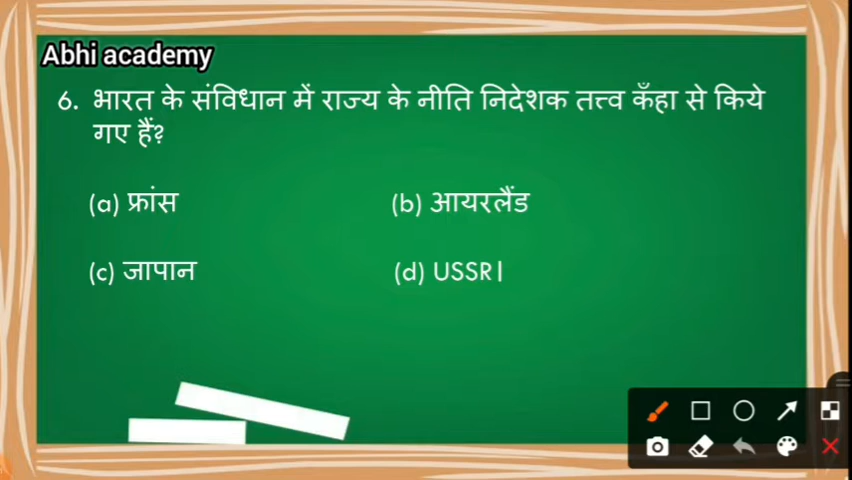 Abhi academy
6. भारत के संविधान में राज्य के नीति निदेशक तत्त्व कँहा से किये
गए हैं?
(a) फ्रांस (b) आयरलैंड
(c) जापान (d) USSR।